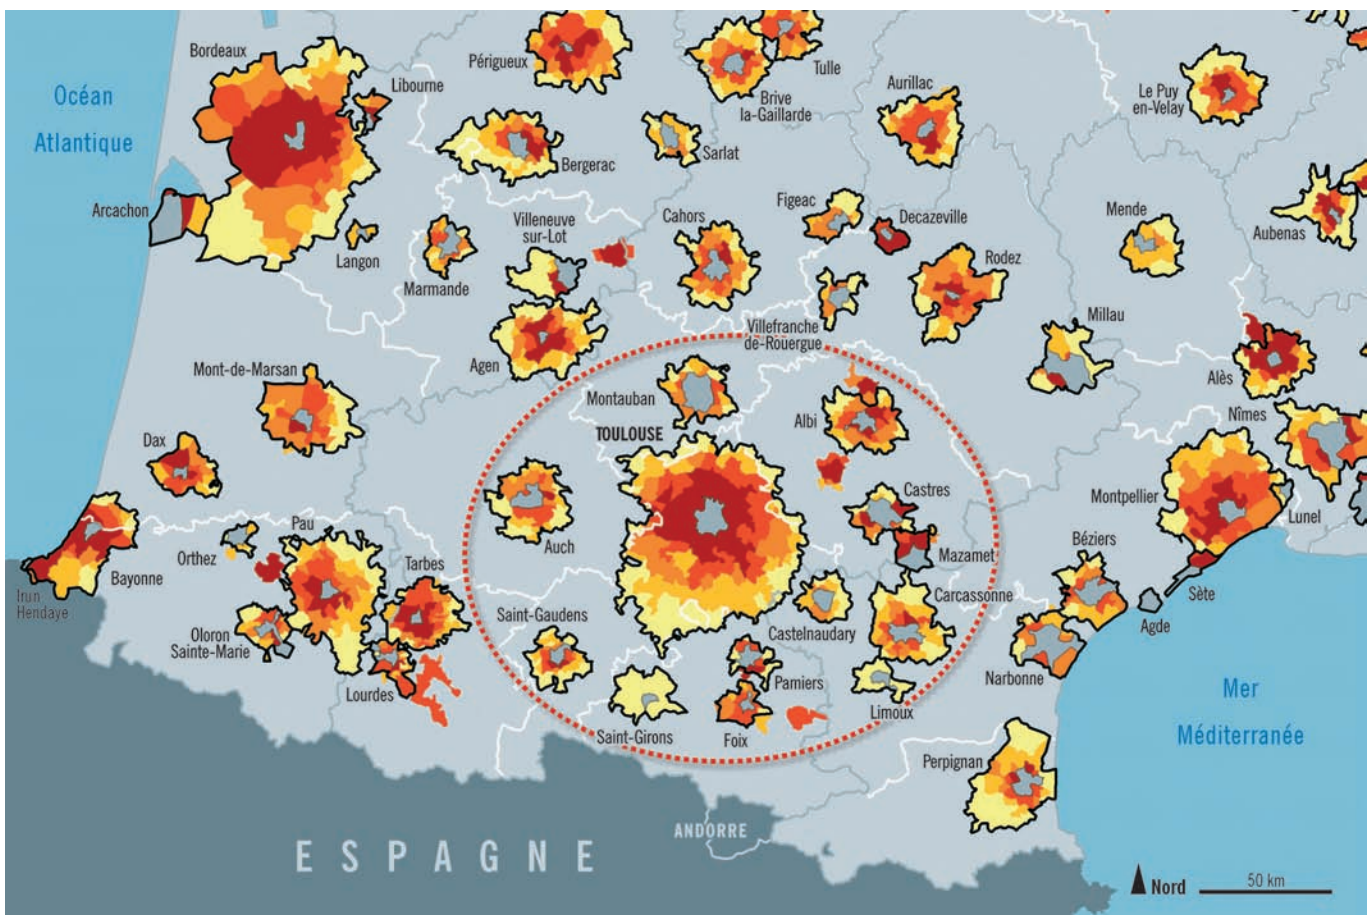 Bordeaux
Libourne
Périgueux
Tulle
Brive
la-Gaillarde
Aurillac
Le Puy
en-Velay
Océan
Atlantique
Bergerac
Sarlat
Arcachon
Langon
Marmande
Villeneuve
sur-Lot
Cahors
Figeac
Decazeville
Rodez
Mende
Aubenas
Villefranche
de-Rouergue
Millau
Agen
Alès
Nîmes
Mont-de-Marsan
Montauban
TOULOUSE
Albi
Dax
Montpellier
Lunel
Castres
Auch
Mazamet
Béziers
Orthez
Pau
Tarbes
Bayonne
Irun
Hendaye
Sète
Agde
Oloron
Sainte-Marie
Saint-Gaudens
Castelnaudary
Carcassonne
Narbonne
Lourdes
Pamiers
Limoux
Saint-Girons
Foix
Mer
Méditerranée
Perpignan
ANDORRE
ESPAGNE
Nord
50 km